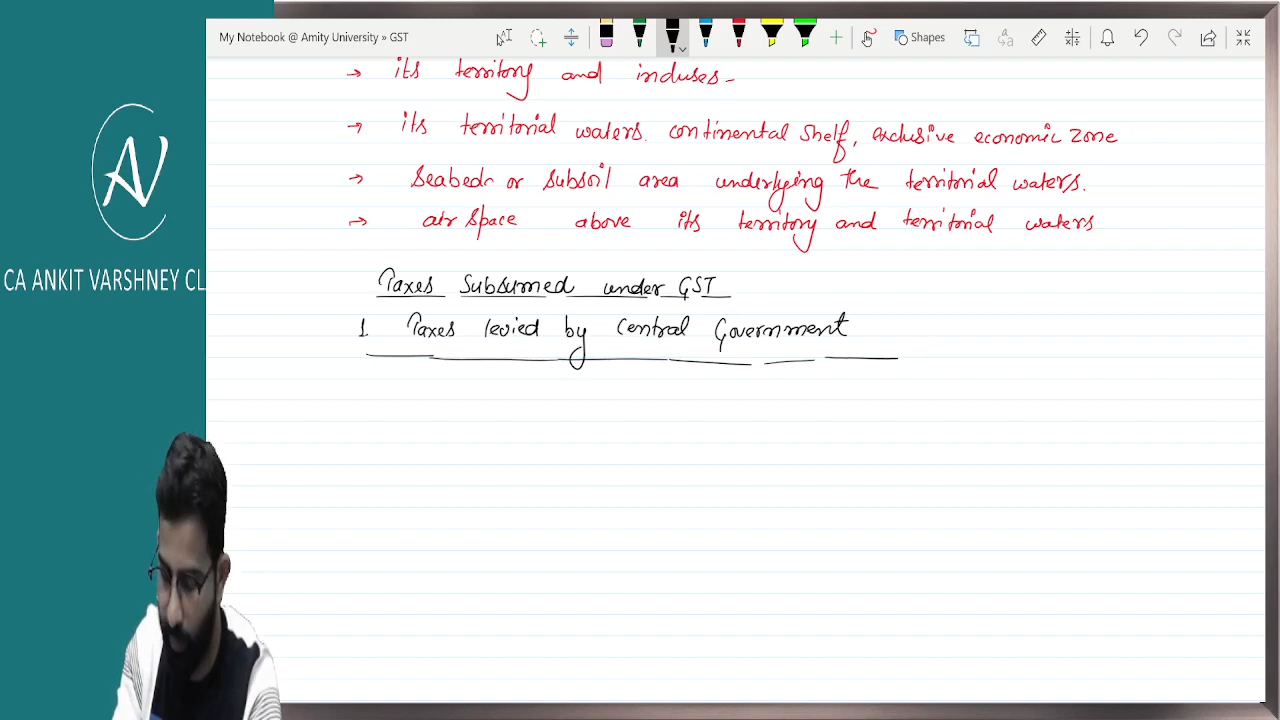 My Notebook @ Amity University » GST
Shapes
→ its territory and incluses-
→ its territorial waters. continental shelf, exclusive economic zone
→ Seabed or Subsoil area underlying the territorial waters.
→ air space above its territory and territorial waters
AV
CA ANKIT VARSHNEY CL
Taxes Subsumed under GST
1. Taxes levied by Central Government